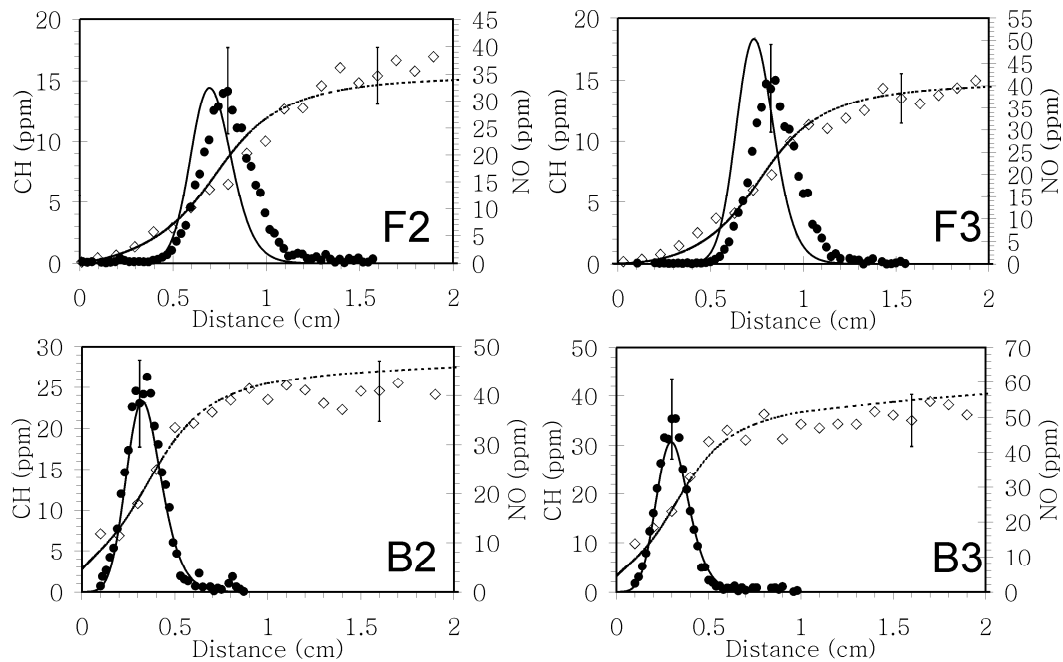 20 15 10 5 0
CH (ppm)
45 40 35 30 25 20 15 10 5 0
NO (ppm)
F2
0 0.5 1 1.5 2
Distance (cm)
20 15 10 5 0
CH (ppm)
55 50 45 40 35 30 25 20 15 10 5 0
NO (ppm)
F3
0 0.5 1 1.5 2
Distance (cm)
30 25 20 15 10 5 0
CH (ppm)
50 40 30 20 10 0
NO (ppm)
B2
0 0.5 1 1.5 2
Distance (cm)
50 40 30 20 10 0
CH (ppm)
70 60 50 40 30 20 10 0
NO (ppm)
B3
0 0.5 1 1.5 2
Distance (cm)